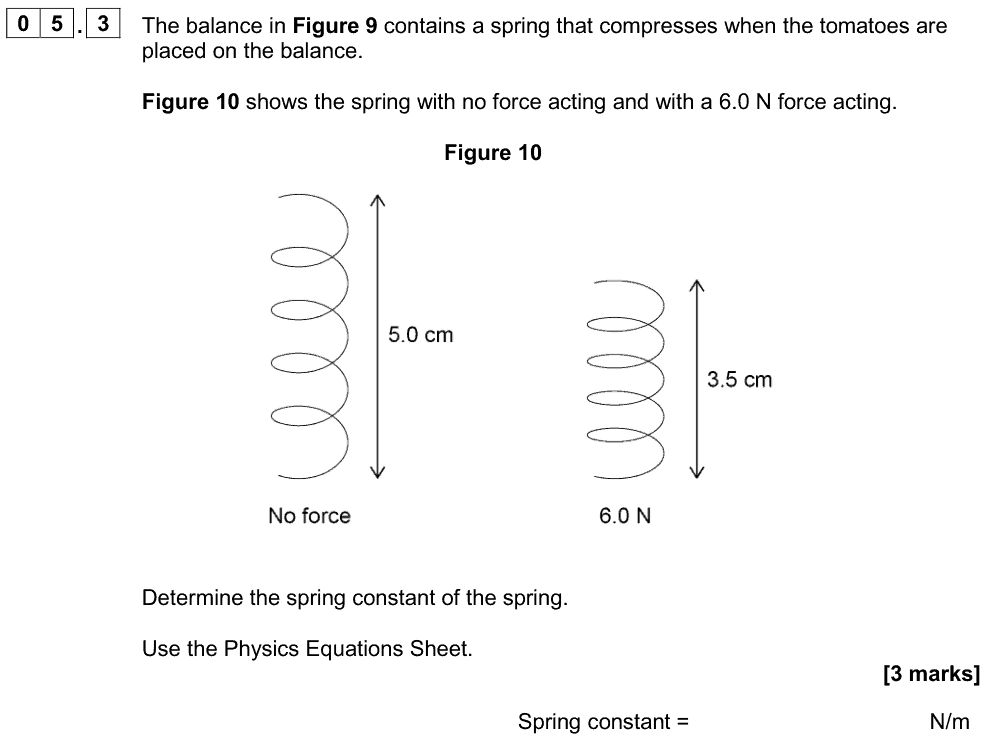 0 5 . 3 The balance in Figure 9 contains a spring that compresses when the tomatoes are
placed on the balance.
Figure 10 shows the spring with no force acting and with a 6.0 N force acting.
Figure 10
5.0 cm
3.5 cm
No force
6.0 N
Determine the spring constant of the spring.
Use the Physics Equations Sheet.
[3 marks]
Spring constant = N/m